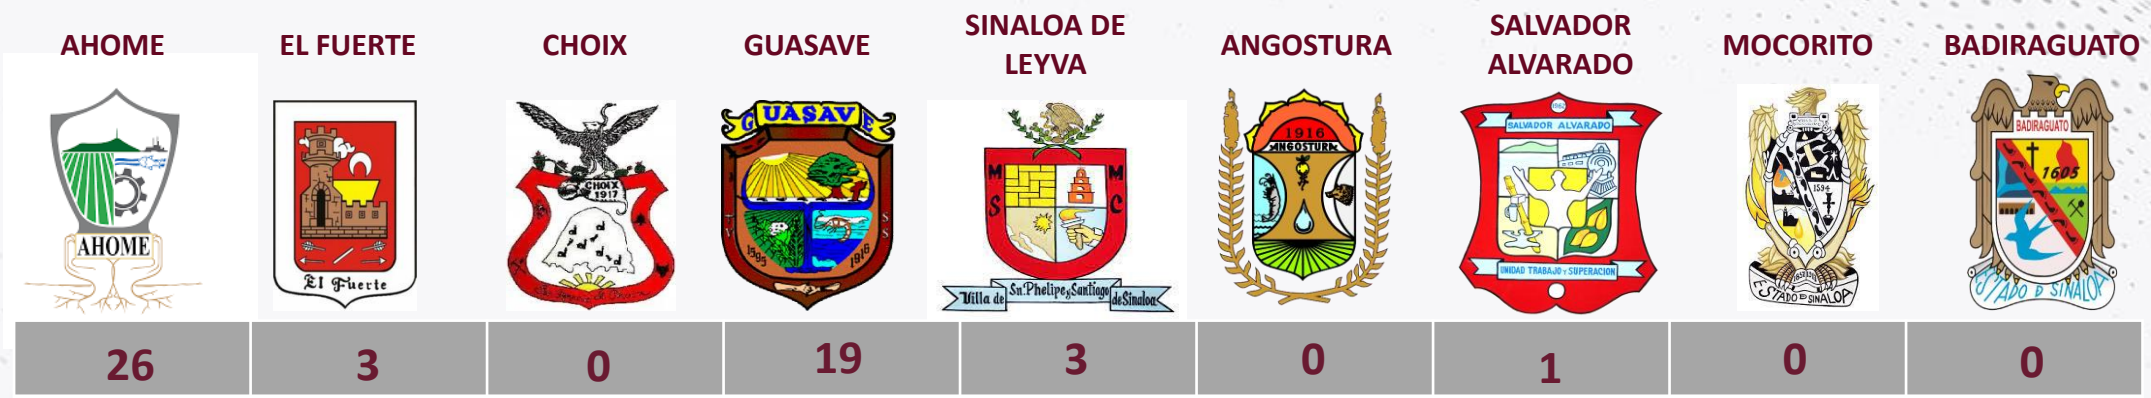 AHOME
EL FUERTE
CHOIX
GUASAVE
SINALOA DE
LEYVA
ANGOSTURA
SALVADOR
ALVARADO
MOCORITO
BADIRAGUATO
AHOME
El Fuerte
CHOIX
1917
GUASAVE
1595
1916
M M
S C
Villa de Sn. Phelipe y Santiago de Sinaloa
1916
ANGOSTURA
1962
SALVADOR ALVARADO
UNIDAD TRABAJO Y SUPERACION
1594
ESTADO D SINALOA
BADIRAGUATO
1605
ESTADO D SINALOA
26
3
0
19
3
0
1
0
0